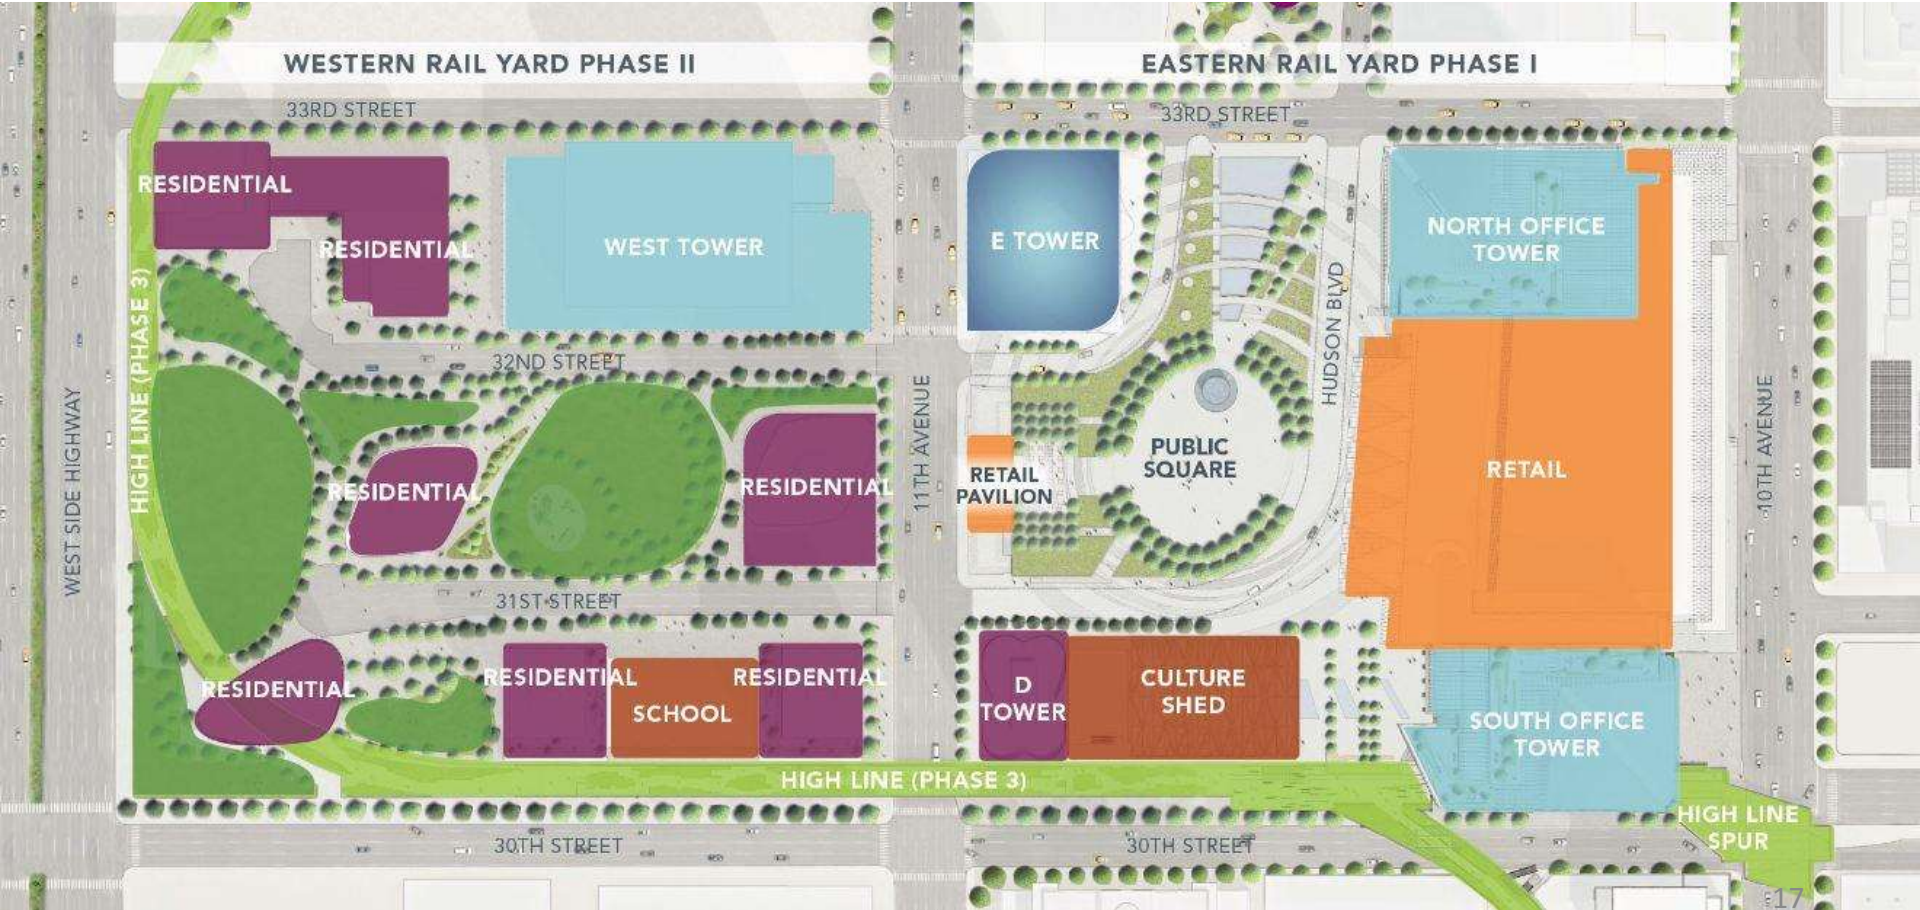 WESTERN RAIL YARD PHASE II
EASTERN RAIL YARD PHASE I
33RD STREET
33RD STREET
RESIDENTIAL
RESIDENTIAL
WEST TOWER
E TOWER
NORTH OFFICE
TOWER
HIGH LINE (PHASE 3)
32ND STREET
HUDSON BLVD
WEST SIDE HIGHWAY
11TH AVENUE
10TH AVENUE
PUBLIC
SQUARE
RESIDENTIAL
RESIDENTIAL
RETAIL
PAVILION
RETAIL
31ST STREET
RESIDENTIAL
RESIDENTIAL
SCHOOL
RESIDENTIAL
D
TOWER
CULTURE
SHED
SOUTH OFFICE
TOWER
HIGH LINE (PHASE 3)
HIGH LINE
SPUR
30TH STREET
30TH STREET
17